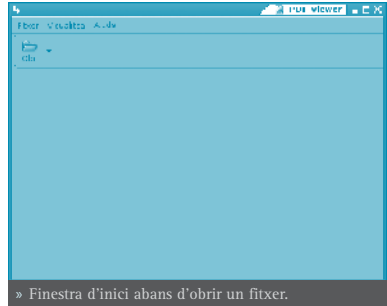 PDF Viewer
Fitxer Visualitza Ajuda
» Finestra d'inici abans d'obrir un fitxer.